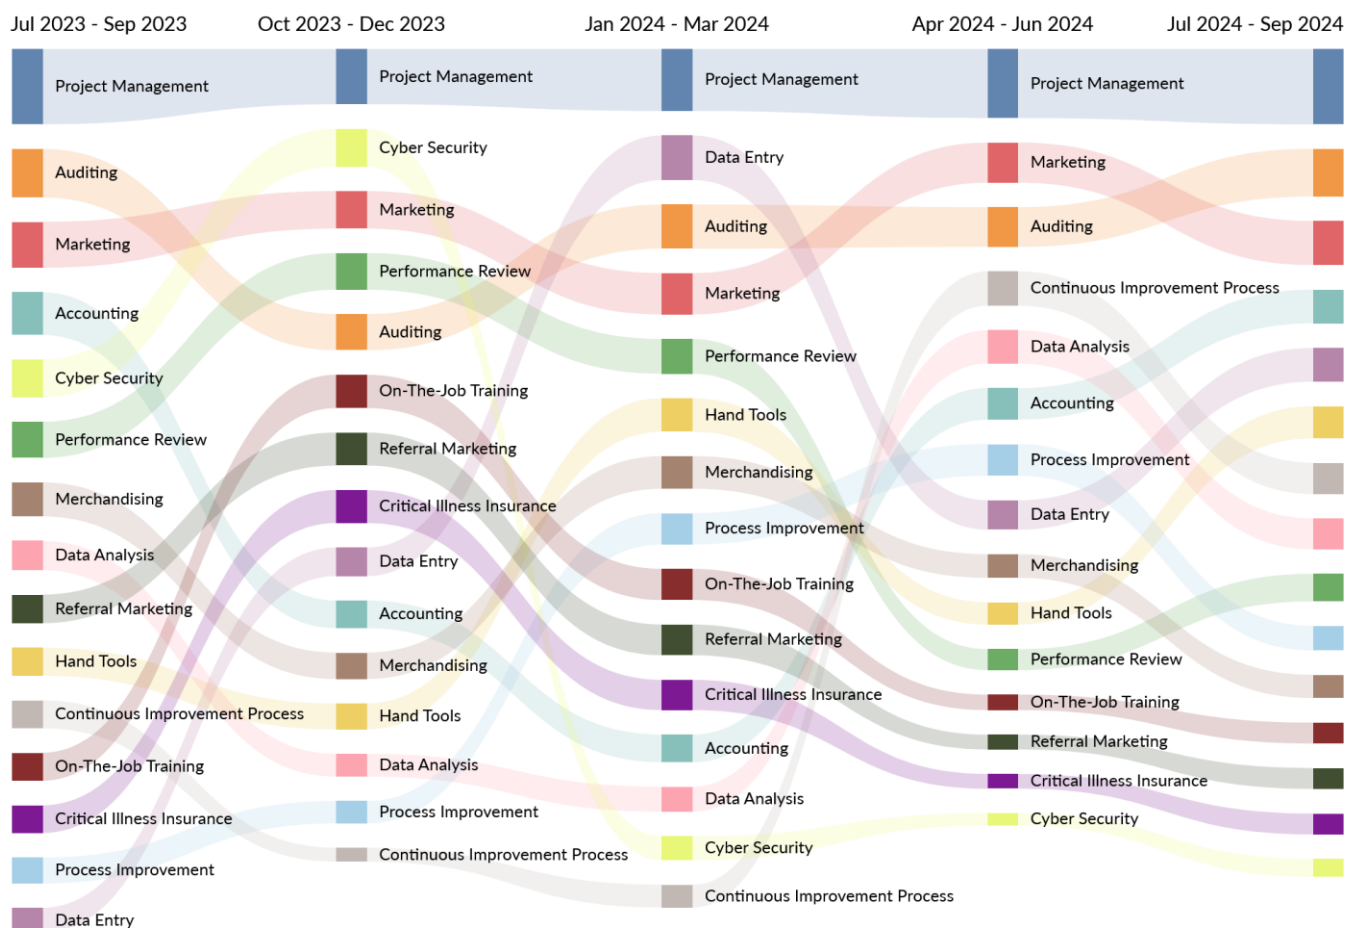 Jul 2023 - Sep 2023
Oct 2023 - Dec 2023
Jan 2024 - Mar 2024
Apr 2024 - Jun 2024
Jul 2024 - Sep 2024
Project Management
Auditing
Marketing
Accounting
Cyber Security
Performance Review
Merchandising
Data Analysis
Referral Marketing
Hand Tools
Continuous Improvement Process
On-The-Job Training
Critical Illness Insurance
Process Improvement
Data Entry
Project Management
Cyber Security
Marketing
Performance Review
Auditing
On-The-Job Training
Referral Marketing
Critical Illness Insurance
Data Entry
Accounting
Merchandising
Hand Tools
Data Analysis
Process Improvement
Continuous Improvement Process
Project Management
Data Entry
Auditing
Marketing
Performance Review
Hand Tools
Merchandising
Process Improvement
On-The-Job Training
Referral Marketing
Critical Illness Insurance
Accounting
Data Analysis
Cyber Security
Continuous Improvement Process
Project Management
Marketing
Auditing
Continuous Improvement Process
Data Analysis
Accounting
Process Improvement
Data Entry
Merchandising
Hand Tools
Performance Review
On-The-Job Training
Referral Marketing
Critical Illness Insurance
Cyber Security